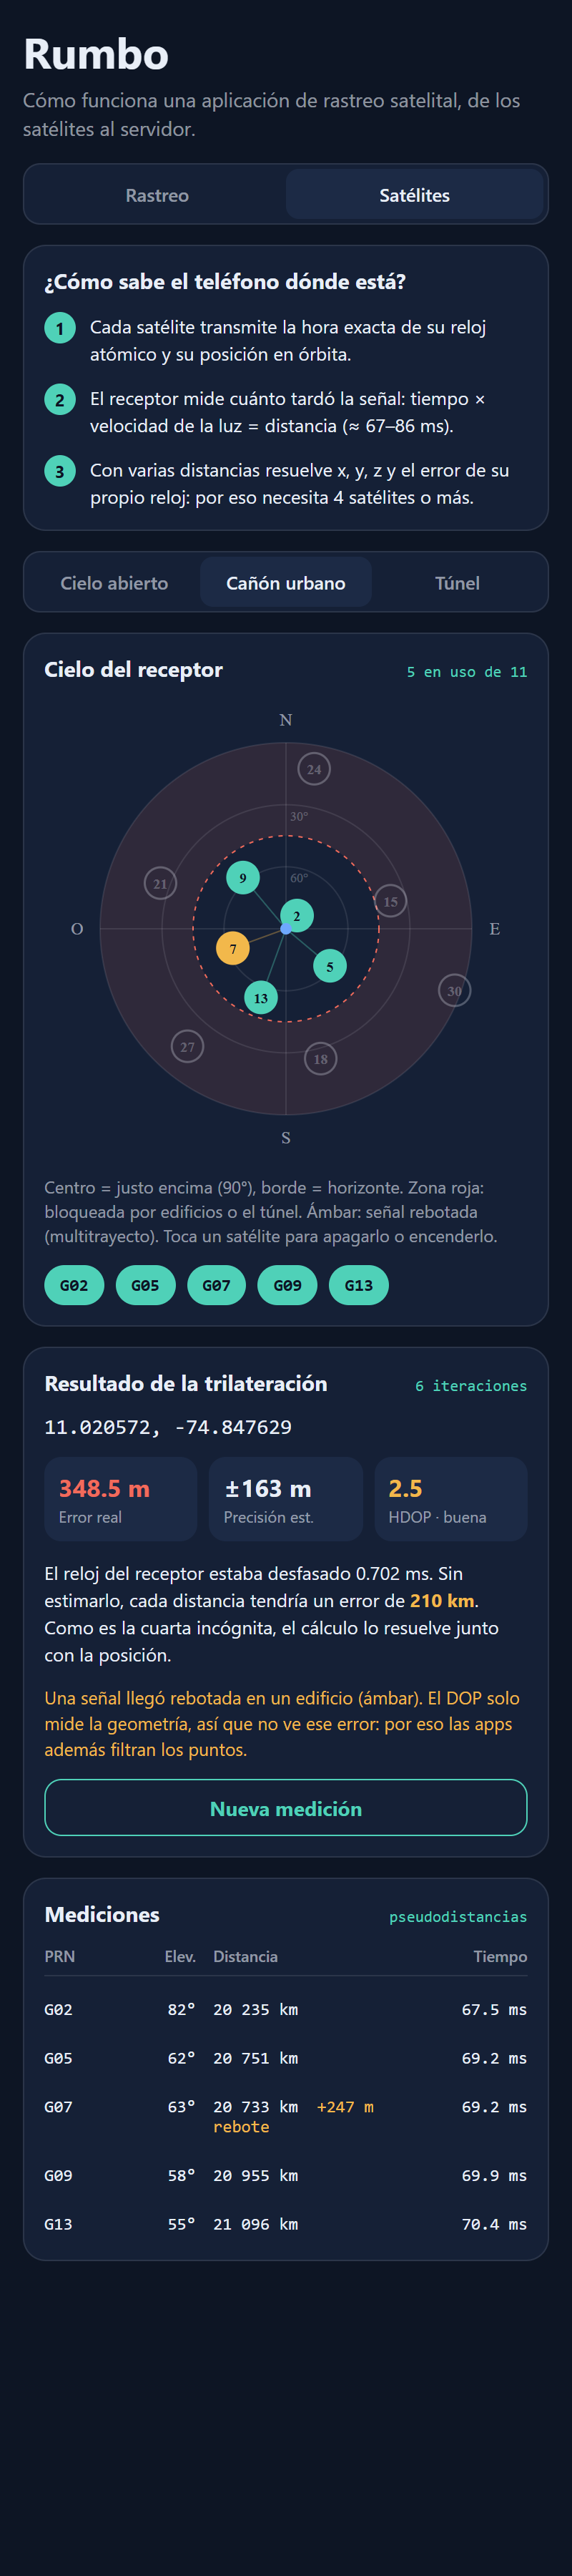 Rumbo
Cómo funciona una aplicación de rastreo satelital, de los
satélites al servidor.
Rastreo
Satélites
¿Cómo sabe el teléfono dónde está?
1 Cada satélite transmite la hora exacta de su reloj
atómico y su posición en órbita.
2 El receptor mide cuánto tardó la señal: tiempo ×
velocidad de la luz = distancia (≈ 67–86 ms).
3 Con varias distancias resuelve x, y, z y el error de su
propio reloj: por eso necesita 4 satélites o más.
Cielo abierto
Cañón urbano
Túnel
Cielo del receptor
5 en uso de 11
N
24
30°
9
60°
21
2
15
O
E
7
5
30
13
27
18
S
Centro = justo encima (90°), borde = horizonte. Zona roja:
bloqueada por edificios o el túnel. Ámbar: señal rebotada
(multitrayecto). Toca un satélite para apagarlo o encenderlo.
G02 G05 G07 G09 G13
Resultado de la trilateración
6 iteraciones
11.020572, -74.847629
348.5 m
Error real
±163 m
Precisión est.
2.5
HDOP · buena
El reloj del receptor estaba desfasado 0.702 ms. Sin
estimarlo, cada distancia tendría un error de 210 km.
Como es la cuarta incógnita, el cálculo lo resuelve junto
con la posición.
Una señal llegó rebotada en un edificio (ámbar). El DOP solo
mide la geometría, así que no ve ese error: por eso las apps
además filtran los puntos.
Nueva medición
Mediciones
pseudodistancias
PRN Elev. Distancia Tiempo
G02 82° 20 235 km 67.5 ms
G05 62° 20 751 km 69.2 ms
G07 63° 20 733 km +247 m 69.2 ms
rebote
G09 58° 20 955 km 69.9 ms
G13 55° 21 096 km 70.4 ms